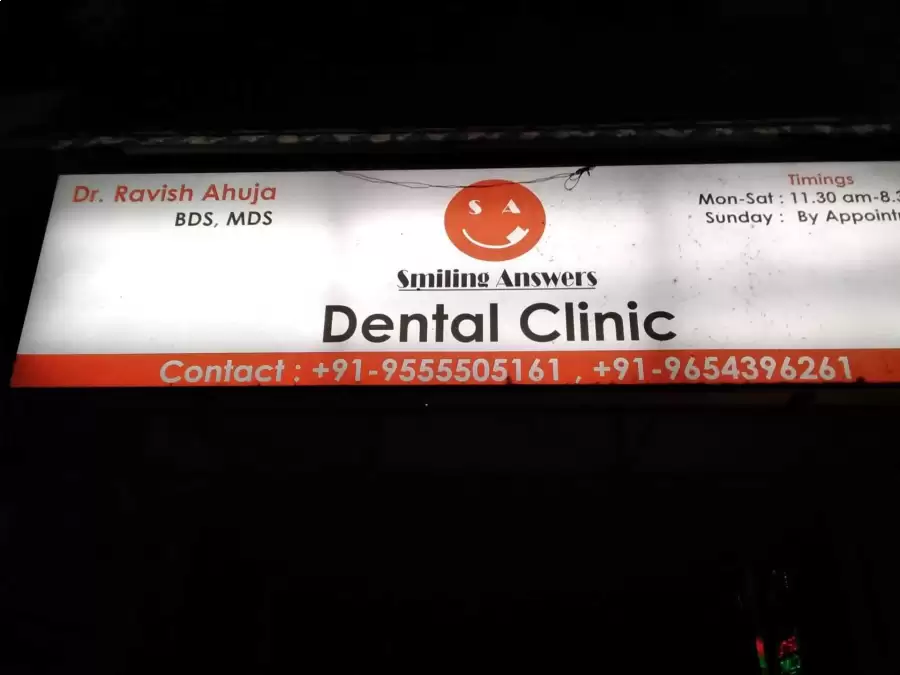 Dr. Ravish Ahuja
BDS, MDS
S A
Smiling Answers
Dental Clinic
Timings
Mon-Sat : 11.30 am-8.3
Sunday : By Appoint
Contact : +91-9555505161 , +91-9654396261